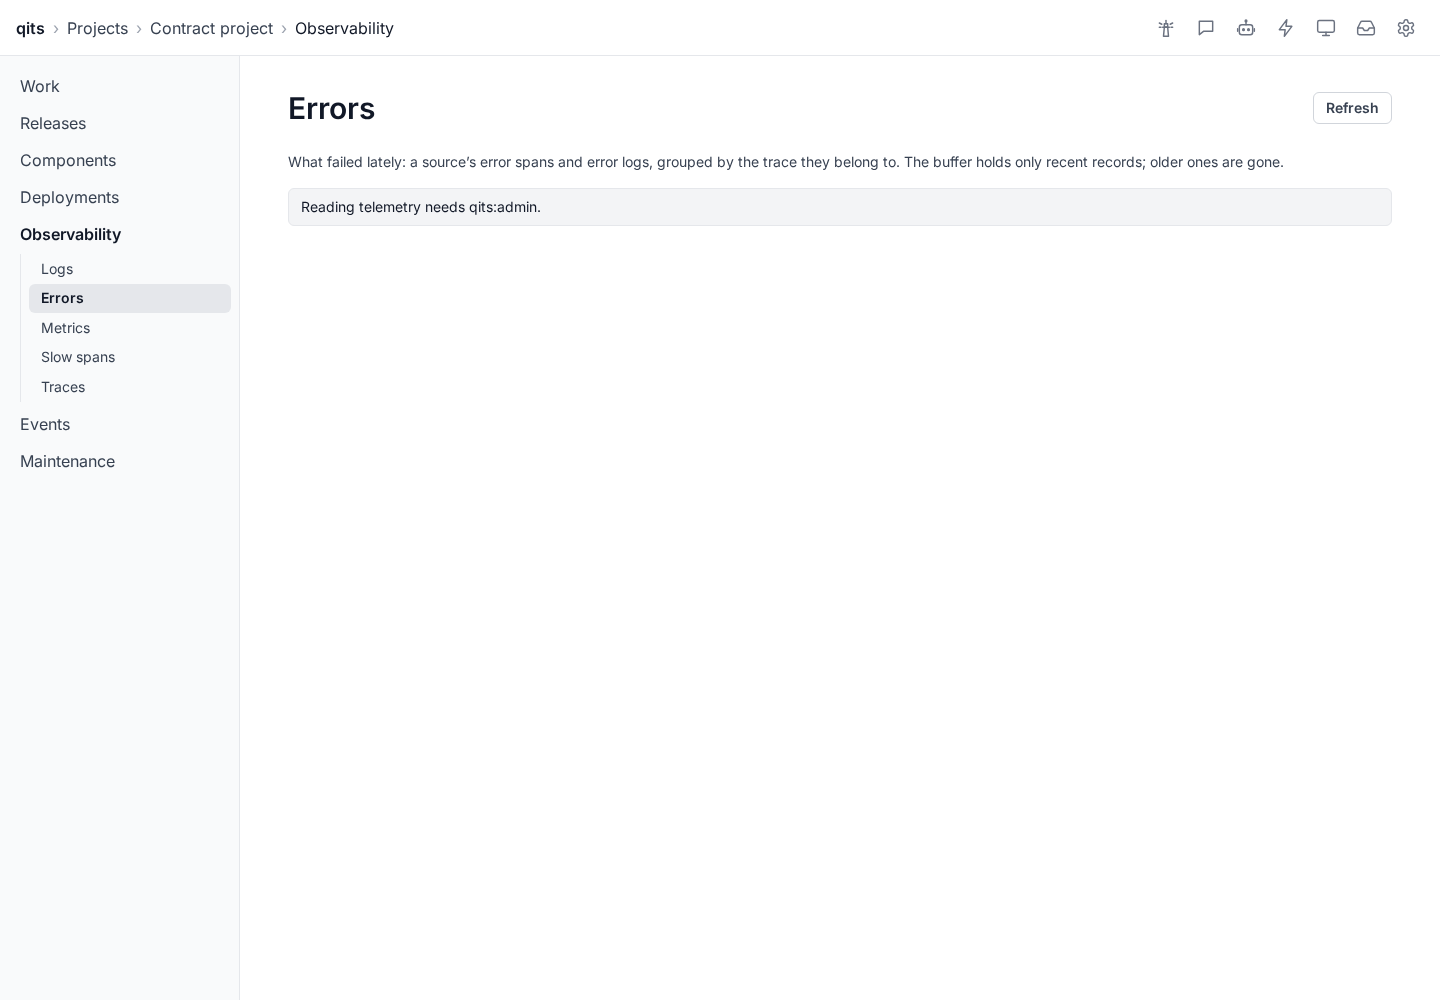 qits › Projects › Contract project › Observability
Work
Releases
Components
Deployments
Observability
Logs
Errors
Metrics
Slow spans
Traces
Events
Maintenance
Errors
Refresh
What failed lately: a source’s error spans and error logs, grouped by the trace they belong to. The buffer holds only recent records; older ones are gone.
Reading telemetry needs qits:admin.